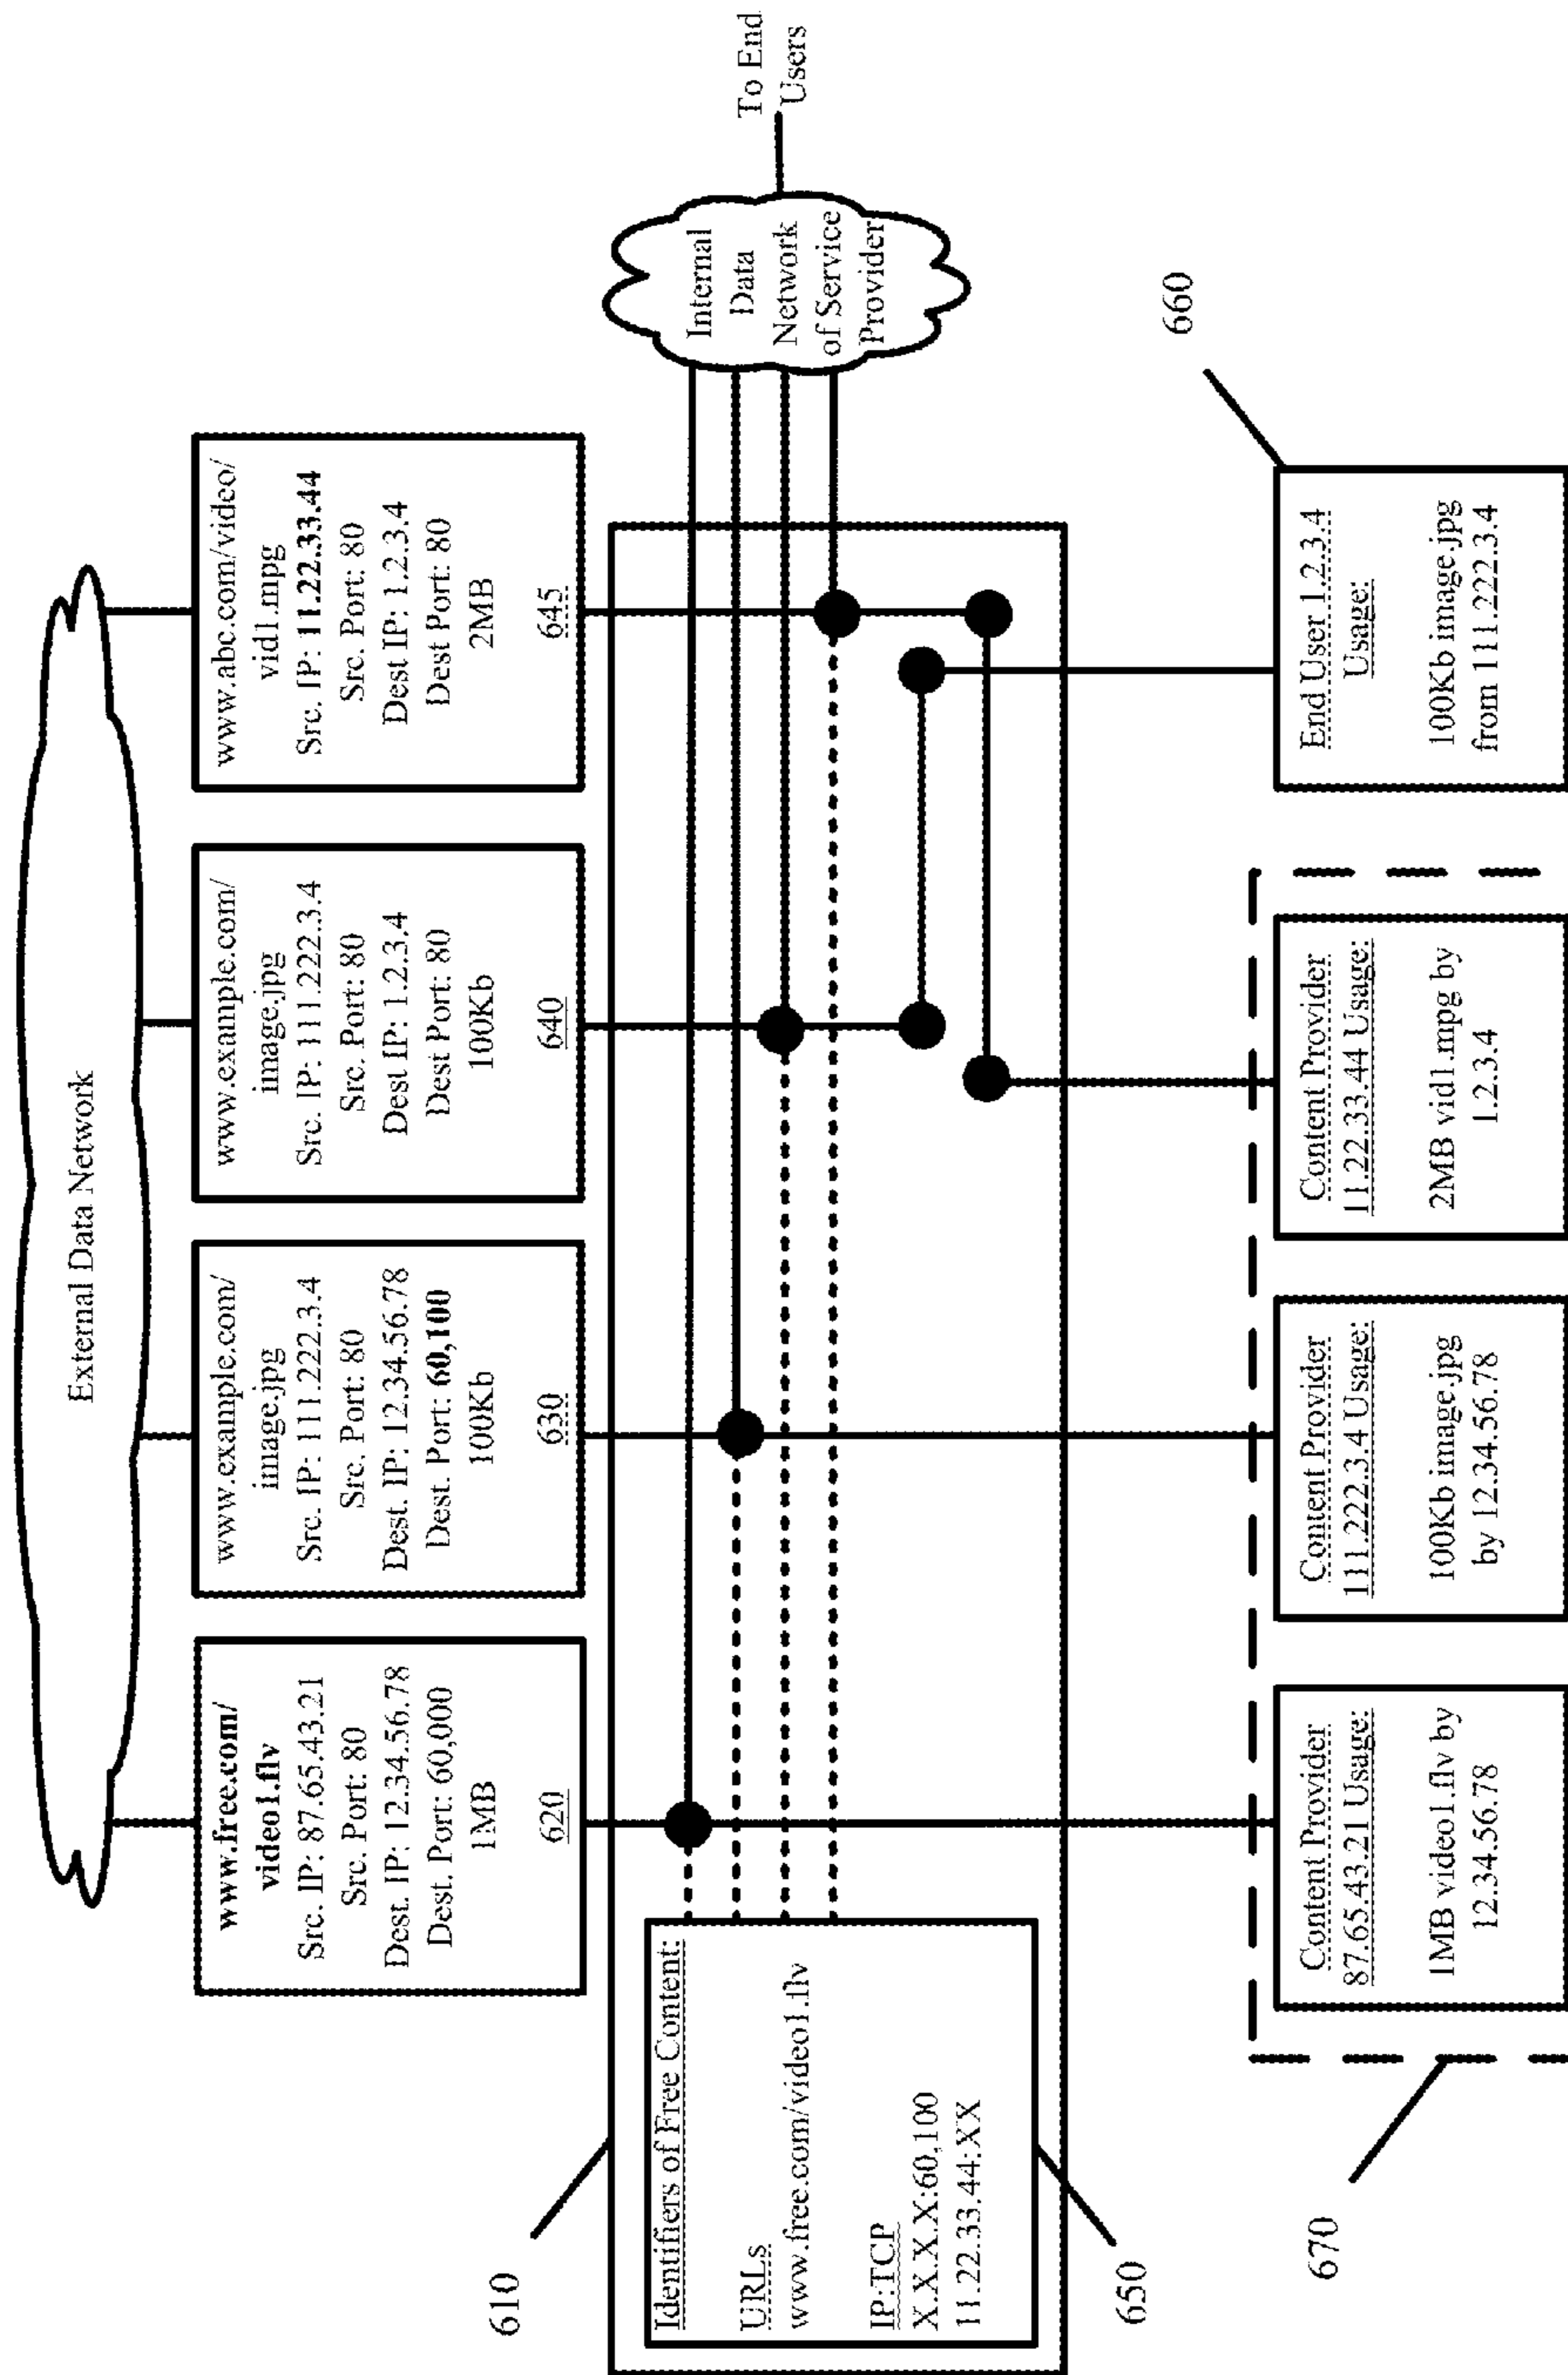 External Data Network
www.free.com/
video1.flv
Src. IP: 87.65.43.21
Src. Port: 80
Dest. IP: 12.34.56.78
Dest. Port: 60,000
1MB
620
www.example.com/
image.jpg
Src. IP: 111.222.3.4
Src. Port: 80
Dest. IP: 12.34.56.78
Dest. Port: 60,100
100Kb
630
www.example.com/
image.jpg
Src. IP: 111.222.3.4
Src. Port: 80
Dest IP: 1.2.3.4
Dest Port: 80
100Kb
640
www.abc.com/video/
vid1.mpg
Src. IP: 11.22.33.44
Src. Port: 80
Dest IP: 1.2.3.4
Dest Port: 80
2MB
645
610
Identifiers of Free Content:
URLs
www.free.com/video1.flv
IP:TCP
X.X.X.X:60,100
11.22.33.44:XX
650
Internal
Data
Network
of Service
Provider
To End
Users
660
670
Content Provider
87.65.43.21 Usage:
1MB video1.flv by
12.34.56.78
Content Provider
111.222.3.4 Usage:
100Kb image.jpg
by 12.34.56.78
Content Provider
11.22.33.44 Usage:
2MB vid1.mpg by
1.2.3.4
End User 1.2.3.4
Usage:
100Kb image.jpg
from 111.222.3.4